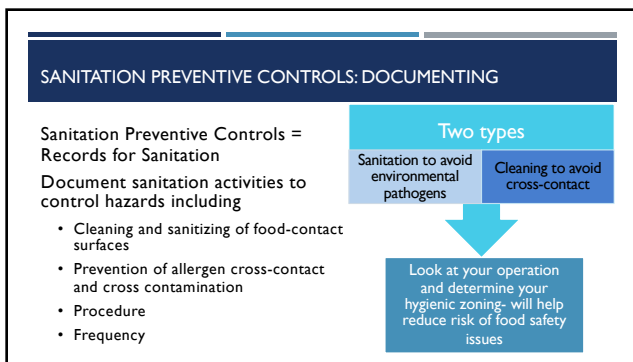 SANITATION PREVENTIVE CONTROLS: DOCUMENTING
Sanitation Preventive Controls =
Records for Sanitation
Document sanitation activities to
control hazards including
• Cleaning and sanitizing of food-contact
surfaces
• Prevention of allergen cross-contact
and cross contamination
• Procedure
• Frequency
Two types
Sanitation to avoid
environmental
pathogens
Cleaning to avoid
cross-contact
Look at your operation
and determine your
hygienic zoning- will help
reduce risk of food safety
issues